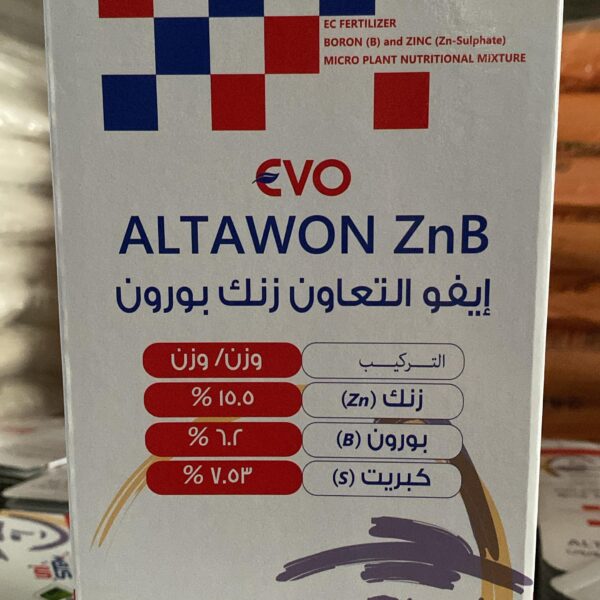 EC FERTILIZER
BORON (B) and ZINC (Zn-Sulphate)
MICRO PLANT NUTRITIONAL MIXTURE
EVO
ALTAWON ZnB
إيفو التعاون زنك بورون
التركيب وزن/ وزن
زنك (Zn) ١٥.٥ %
بورون (B) ٦.٢ %
كبريت (S) ٧.٥٣ %
ALTAWON